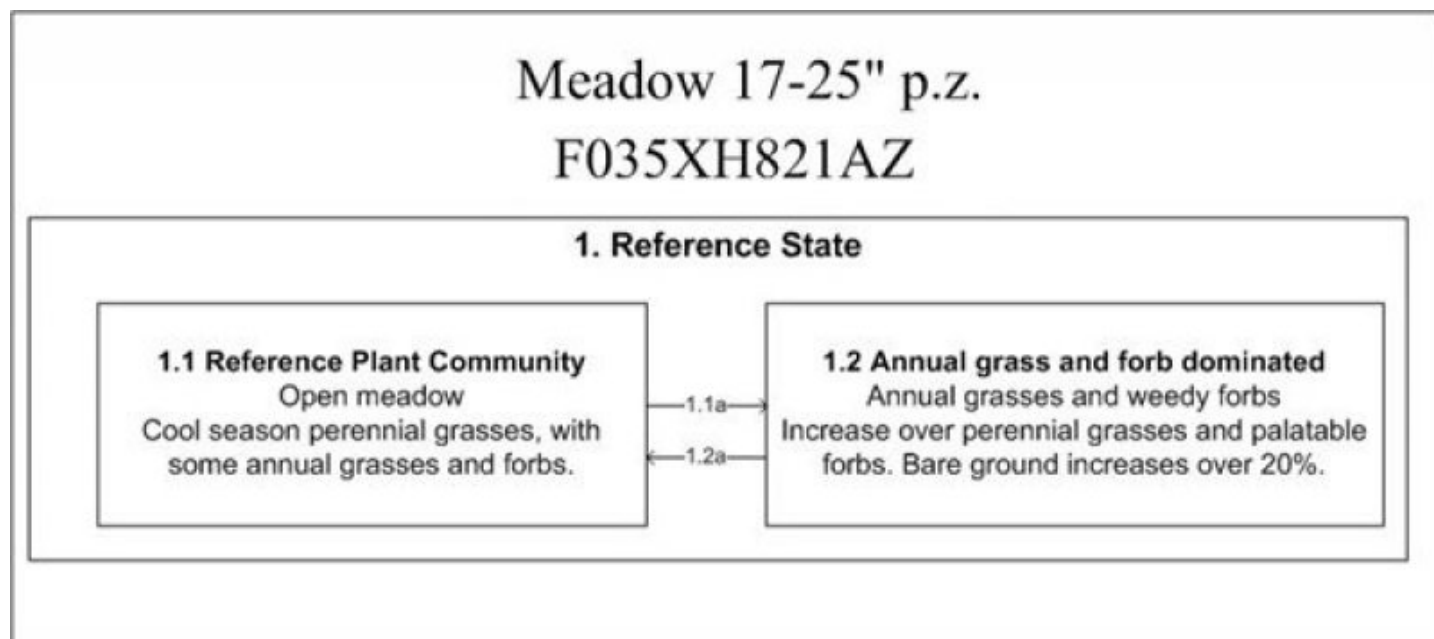 Meadow 17-25" p.z.
F035XH821AZ
1. Reference State
1.1 Reference Plant Community
Open meadow
Cool season perennial grasses, with
some annual grasses and forbs.
1.1a
1.2a
1.2 Annual grass and forb dominated
Annual grasses and weedy forbs
Increase over perennial grasses and palatable
forbs. Bare ground increases over 20%.